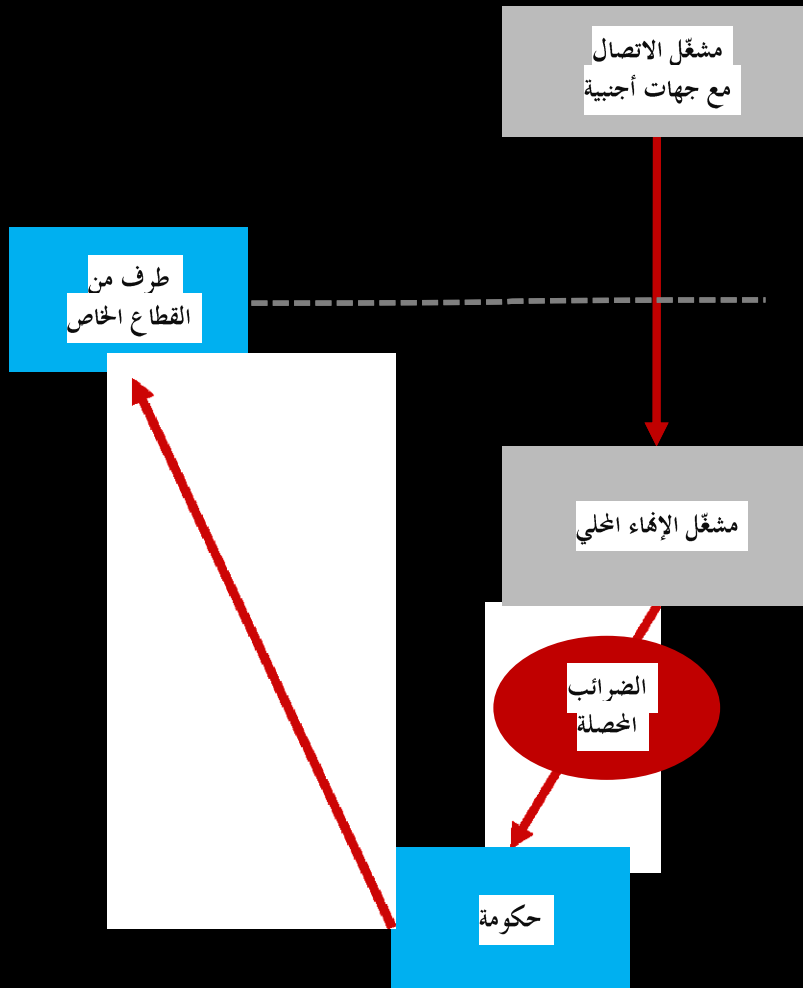 مشغّل الاتصال
مع جهات أجنبية
طرف من
القطاع الخاص
مشغّل الإنهاء المحلي
الضرائب
المحصلة
حكومة